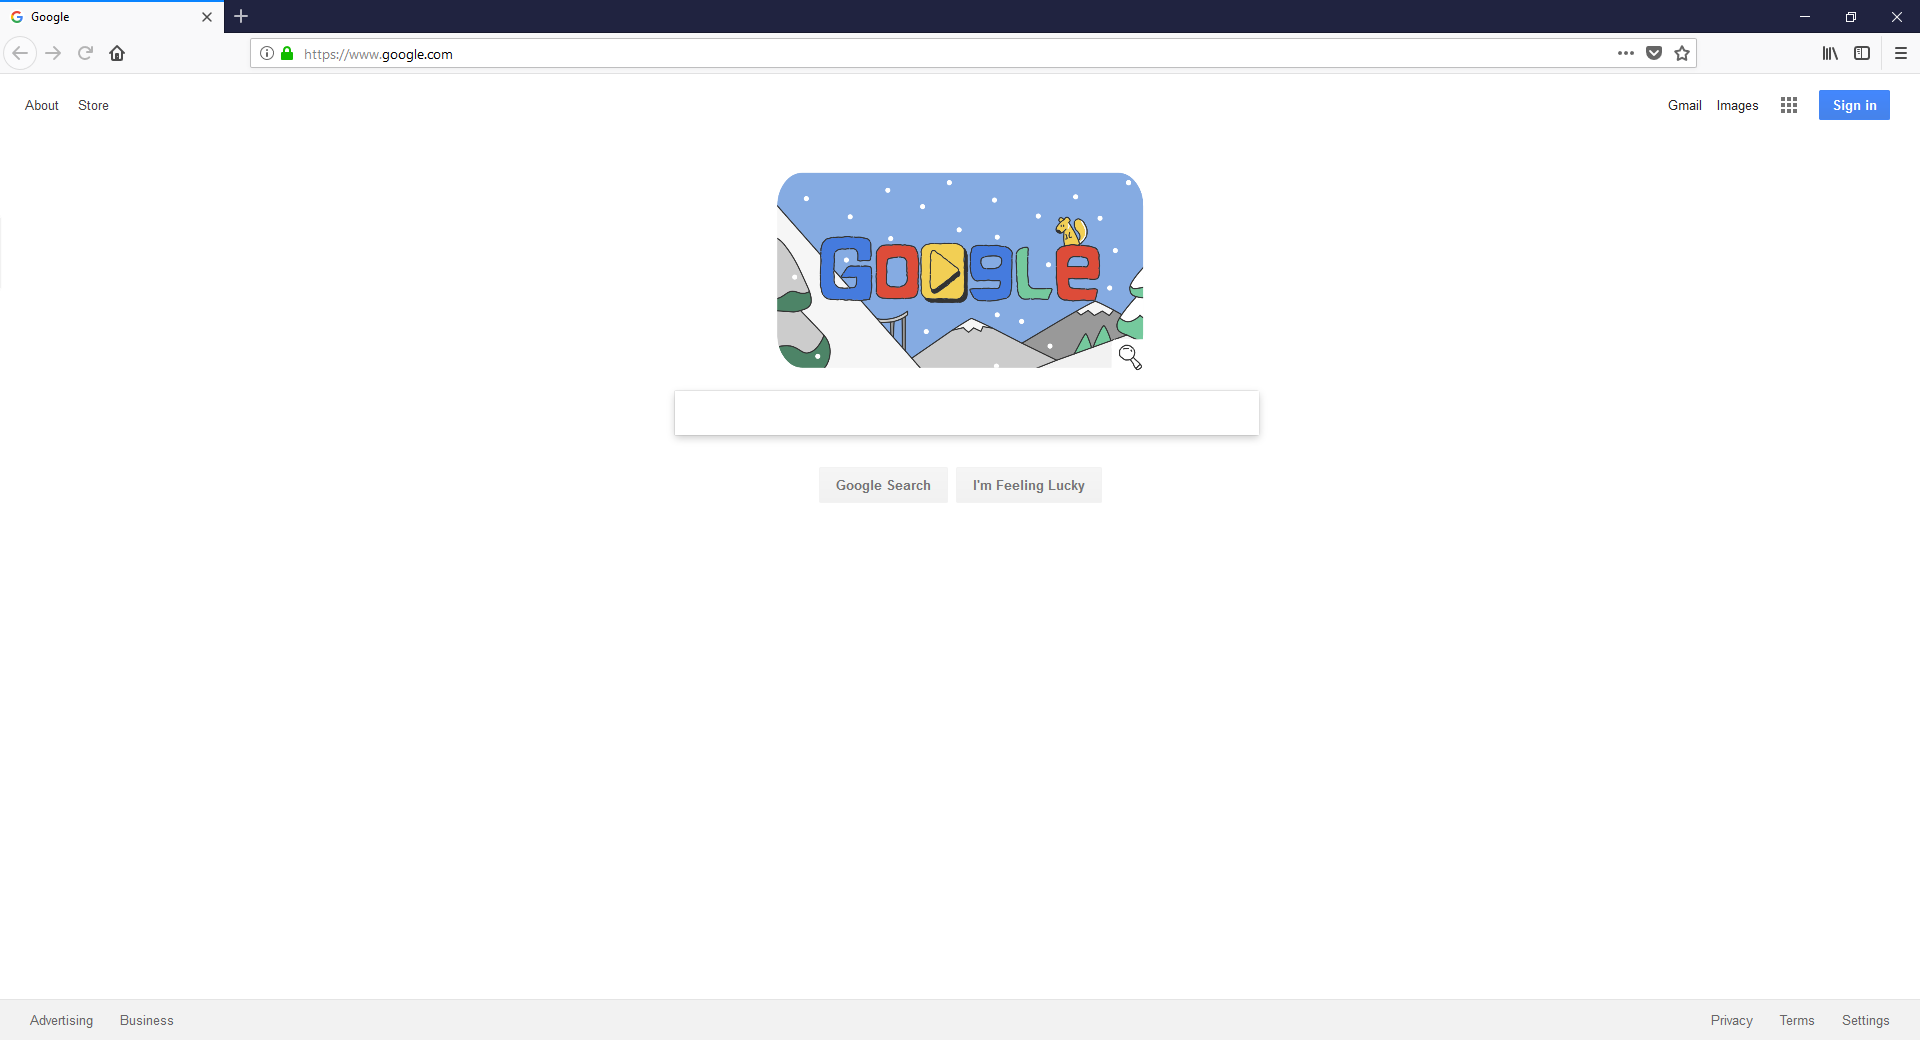 Google
https://www.google.com
About Store
Gmail Images Sign in
Google
Google Search I'm Feeling Lucky
Advertising Business
Privacy Terms Settings